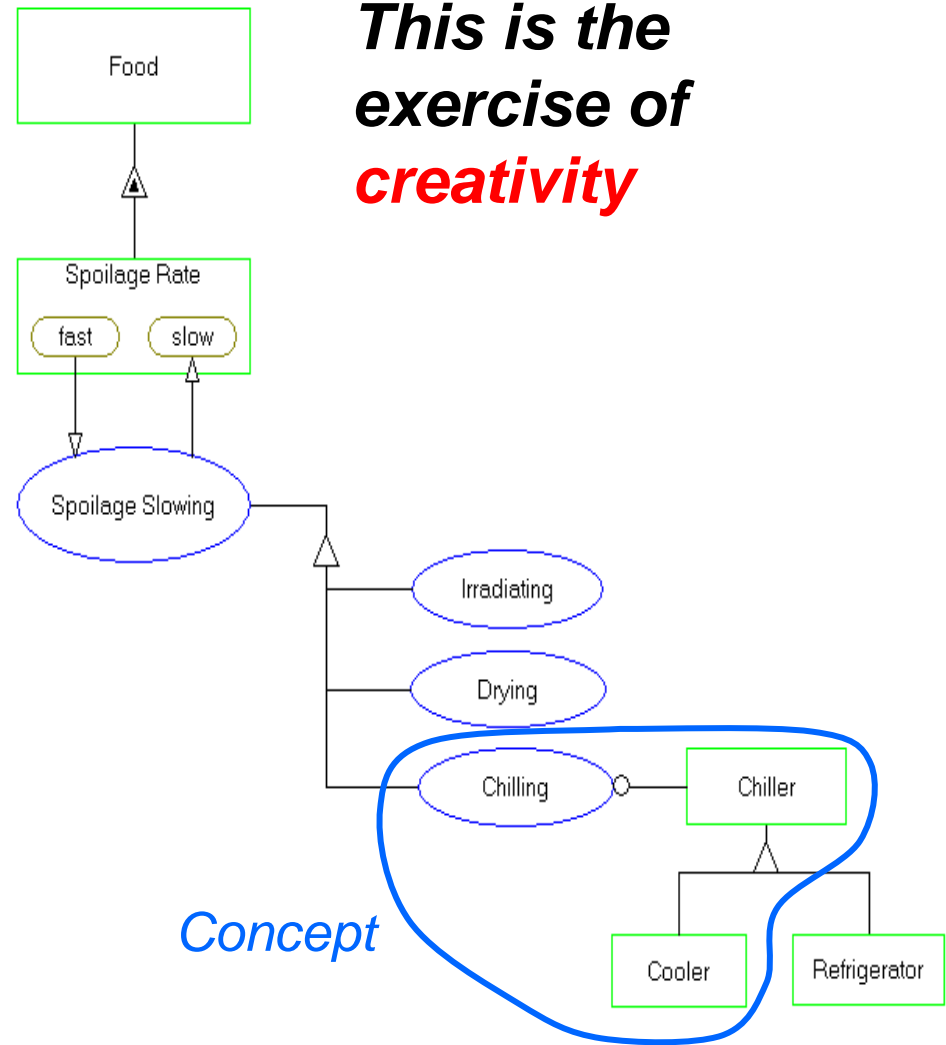 This is the
exercise of
creativity
Food
Spoilage Rate
fast
slow
Spoilage Slowing
Irradiating
Drying
Chilling
Chiller
Concept
Cooler
Refrigerator